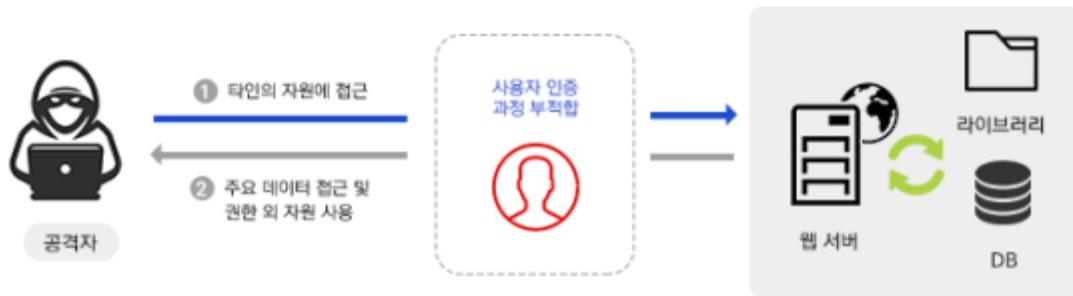 1 타인의 자원에 접근
사용자 인증
과정 부적합
라이브러리
2 주요 데이터 접근 및
권한 외 자원 사용
공격자
웹 서버
DB